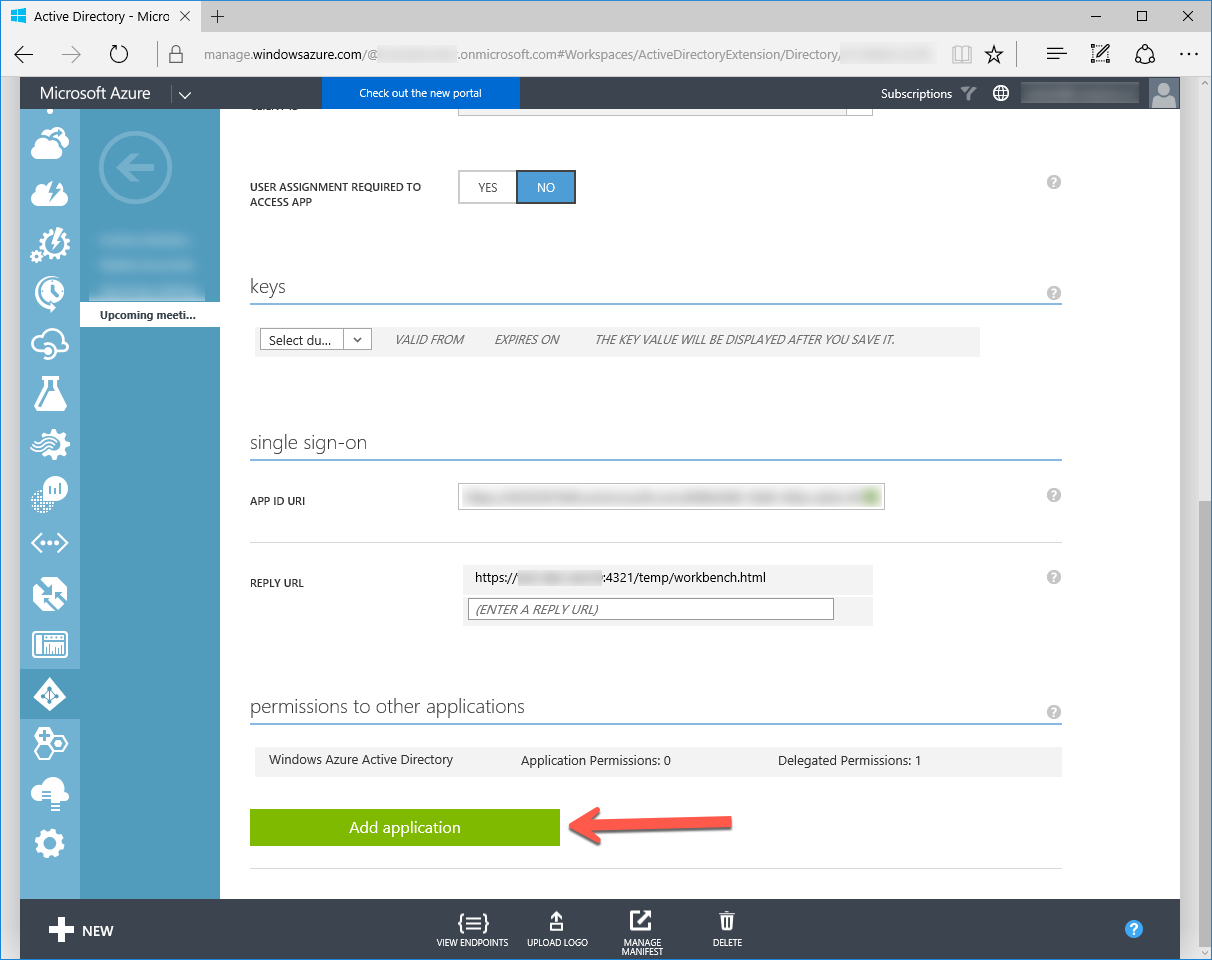 Active Directory - Micro
manage.windowsazure.com/@ .onmicrosoft.com#Workspaces/ActiveDirectoryExtension/Directory/
Microsoft Azure
Check out the new portal
Subscriptions
CLIENT ID
USER ASSIGNMENT REQUIRED TO
ACCESS APP
YES
NO
keys
Upcoming meeti...
Select du...
VALID FROM
EXPIRES ON
THE KEY VALUE WILL BE DISPLAYED AFTER YOU SAVE IT.
single sign-on
APP ID URI
REPLY URL
https:// :4321/temp/workbench.html
(ENTER A REPLY URL)
permissions to other applications
Windows Azure Active Directory
Application Permissions: 0
Delegated Permissions: 1
Add application
NEW
VIEW ENDPOINTS
UPLOAD LOGO
MANAGE
MANIFEST
DELETE